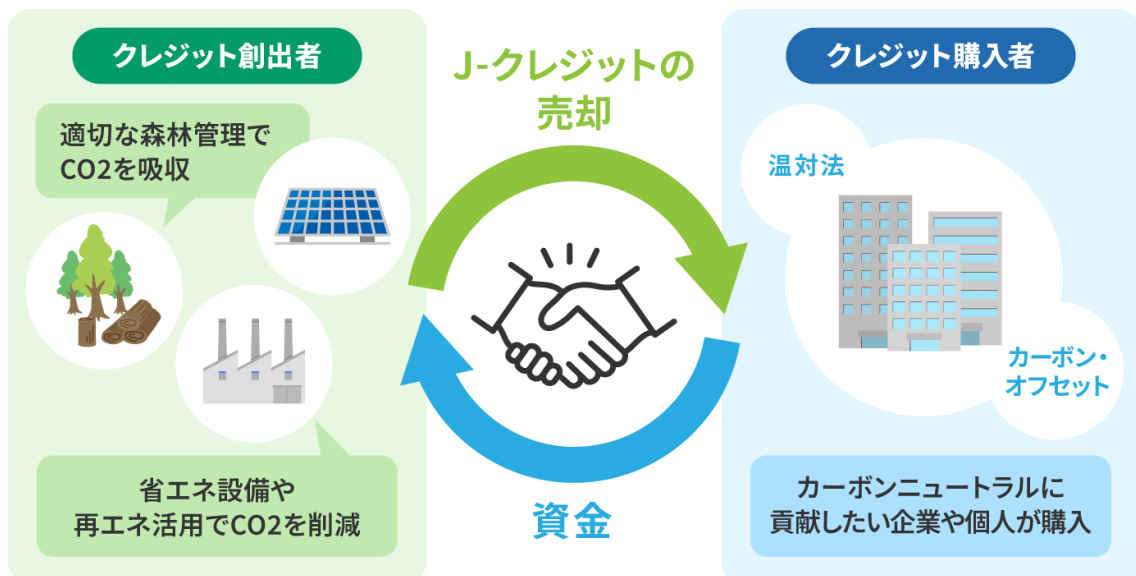 クレジット創出者
適切な森林管理で
CO2を吸収
省エネ設備や
再エネ活用でCO2を削減
J-クレジットの
売却
資金
クレジット購入者
温対法
カーボン・
オフセット
カーボンニュートラルに
貢献したい企業や個人が購入